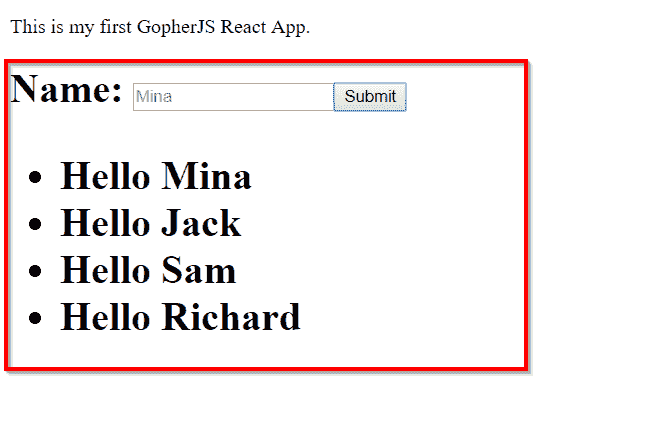 This is my first GopherJS React App.
Name: Mina Submit
Hello Mina
Hello Jack
Hello Sam
Hello Richard